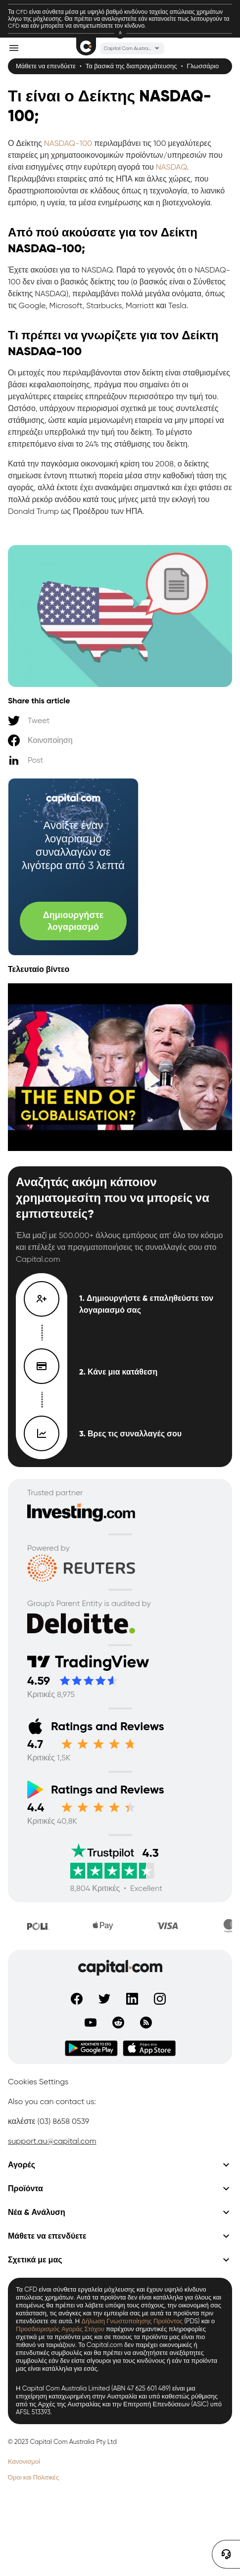 Τα CFD είναι σύνθετα μέσα με υψηλό βαθμό κινδύνου ταχείας απώλειας χρημάτων
λόγω μόχλευσης. Θα πρέπει να αναλογιστείτε εάν κατανοείτε πως λειτουργούν τα
CFD και εάν μπορείτε να αντιμετωπίσετε τον κίνδυνο.
Capital Com Austra...
Μάθετε να επενδύετε • Τα βασικά της διαπραγμάτευσης • Γλωσσάριο
Τι είναι ο Δείκτης NASDAQ-
100;
Ο Δείκτης NASDAQ-100 περιλαμβάνει τις 100 μεγαλύτερες
εταιρείες μη χρηματοοικονομικών προϊόντων/υπηρεσιών που
είναι εισηγμένες στην ευρύτερη αγορά του NASDAQ.
Περιλαμβάνει εταιρείες από τις ΗΠΑ και άλλες χώρες, που
δραστηριοποιούνται σε κλάδους όπως η τεχνολογία, το λιανικό
εμπόριο, η υγεία, τα μέσα ενημέρωσης και η βιοτεχνολογία.
Από πού ακούσατε για τον Δείκτη
NASDAQ-100;
Έχετε ακούσει για το NASDAQ. Παρά το γεγονός ότι ο NASDAQ-
100 δεν είναι ο βασικός δείκτης του (ο βασικός είναι ο Σύνθετος
δείκτης NASDAQ), περιλαμβάνει πολλά μεγάλα ονόματα, όπως
τις Google, Microsoft, Starbucks, Marriott και Tesla.
Τι πρέπει να γνωρίζετε για τον Δείκτη
NASDAQ-100
Οι μετοχές που περιλαμβάνονται στον δείκτη είναι σταθμισμένες
βάσει κεφαλαιοποίησης, πράγμα που σημαίνει ότι οι
μεγαλύτερες εταιρείες επηρεάζουν περισσότερο την τιμή του.
Ωστόσο, υπάρχουν περιορισμοί σχετικά με τους συντελεστές
στάθμισης, ώστε καμία μεμονωμένη εταιρεία να μην μπορεί να
επηρεάζει υπερβολικά την τιμή του δείκτη. Το μέγιστο
επιτρεπόμενο είναι το 24% της στάθμισης του δείκτη.
Κατά την παγκόσμια οικονομική κρίση του 2008, ο δείκτης
σημείωσε έντονη πτώση μέσα στην καθοδική τάση της
αγοράς, αλλά έκτοτε έχει ανακάμψει σημαντικά και έχει φτάσει σε
πολλά ρεκόρ ανόδου κατά τους μήνες μετά την εκλογή του
Donald Trump ως Προέδρου των ΗΠΑ.
Share this article
Tweet
Κοινοποίηση
Post
capital.com
Ανοίξτε έναν
λογαριασμό
συναλλαγών σε
λιγότερο από 3 λεπτά
Δημιουργήστε
λογαριασμό
Τελευταίο βίντεο
THE END OF
GLOBALISATION?
Αναζητάς ακόμη κάποιον
χρηματομεσίτη που να μπορείς να
εμπιστευτείς?
Έλα μαζί με 500.000+ άλλους εμπόρους απ' όλο τον κόσμο
και επέλεξε να πραγματοποιήσεις τις συναλλαγές σου στο
Capital.com
1. Δημιουργήστε & επαληθεύστε τον
λογαριασμό σας
2. Κάνε μια κατάθεση
3. Βρες τις συναλλαγές σου
Trusted partner
Investing.com
Powered by
REUTERS
Group's Parent Entity is audited by
Deloitte.
TradingView
4.59
Κριτικές 8,975
Ratings and Reviews
4.7
Κριτικές 1,5K
Ratings and Reviews
4.4
Κριτικές 40,8K
Trustpilot 4.3
8,804 Κριτικές • Excellent
POLi
Pay
VISA
capital.com
ΑΠΟΚΤΗΣΤΕ ΤΟ ΣΤΟ
Google Play
App Store
Cookies Settings
Also you can contact us:
καλέστε (03) 8658 0539
support.au@capital.com
Αγορές
Προϊόντα
Νέα & Ανάλυση
Μάθετε να επενδύετε
Σχετικά με μας
Τα CFD είναι σύνθετα εργαλεία μόχλευσης και έχουν υψηλό κίνδυνο
απώλειας χρημάτων. Αυτά τα προϊόντα δεν είναι κατάλληλα για όλους και
επομένως θα πρέπει να λάβετε υπόψη τους στόχους, την οικονομική σας
κατάσταση, τις ανάγκες και την εμπειρία σας με αυτά τα προϊόντα πριν
επενδύσετε σε αυτά. Η Δήλωση Γνωστοποίησης Προϊόντος (PDS) και ο
Προσδιορισμός Αγοράς Στόχου παρέχουν σημαντικές πληροφορίες
σχετικά με τα προϊόντα μας και σε ποιους τα προϊόντα μας είναι πιο
πιθανό να ταιριάζουν. Το Capital.com δεν παρέχει οικονομικές ή
επενδυτικές συμβουλές και θα πρέπει να αναζητήσετε ανεξάρτητες
συμβουλές εάν δεν είστε σίγουροι για τους κινδύνους ή εάν τα προϊόντα
μας είναι κατάλληλα για εσάς.
Η Capital Com Australia Limited (ABN 47 625 601 489) είναι μια
επιχείρηση καταχωρημένη στην Αυστραλία και υπό καθεστώς ρύθμισης
από τις Αρχές της Αυστραλίας και την Επιτροπή Επενδύσεων (ASIC) υπό
AFSL 513393.
© 2023 Capital Com Australia Pty Ltd
Κανονισμοί
Όροι και Πολιτικές